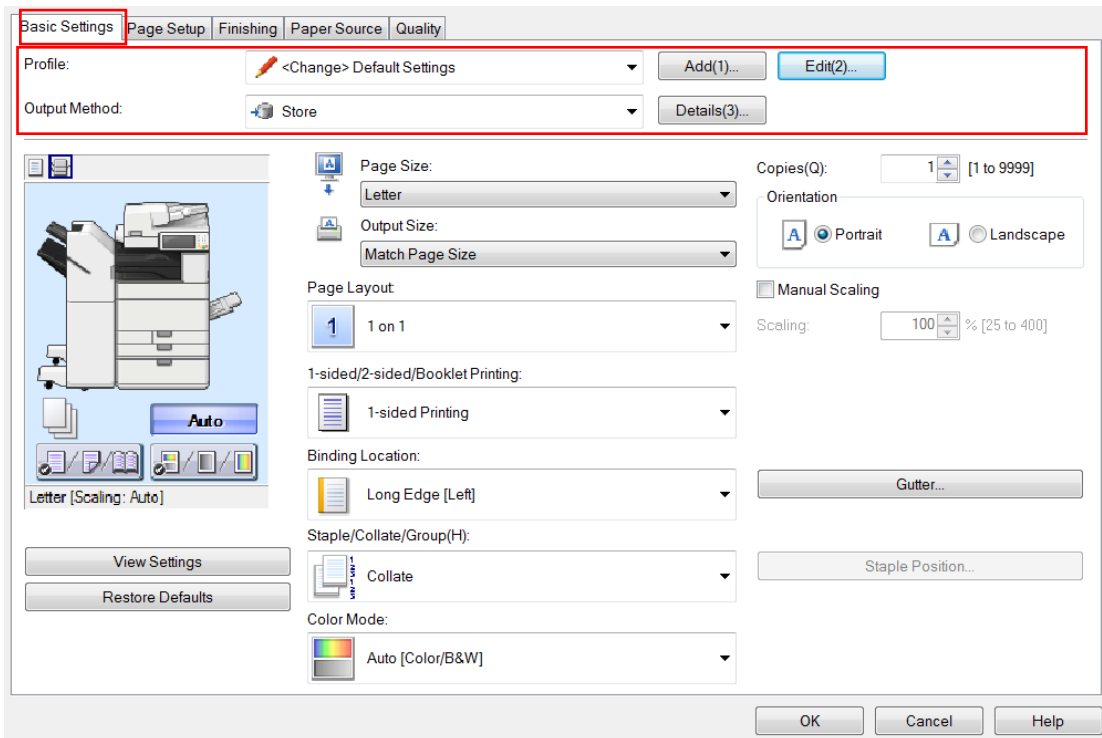 Basic Settings Page Setup Finishing Paper Source Quality
Profile: <Change> Default Settings Add(1)... Edit(2)...
Output Method: Store Details(3)...
Page Size:
Letter
Output Size:
Match Page Size
Copies(Q): 1 [1 to 9999]
Orientation
A Portrait A Landscape
Page Layout:
1 1 on 1
Manual Scaling
Scaling: 100 % [25 to 400]
1-sided/2-sided/Booklet Printing:
1-sided Printing
Auto
Letter [Scaling: Auto]
Binding Location:
Long Edge [Left]
Gutter...
Staple/Collate/Group(H):
Collate
Staple Position...
View Settings
Restore Defaults
Color Mode:
Auto [Color/B&W]
OK Cancel Help